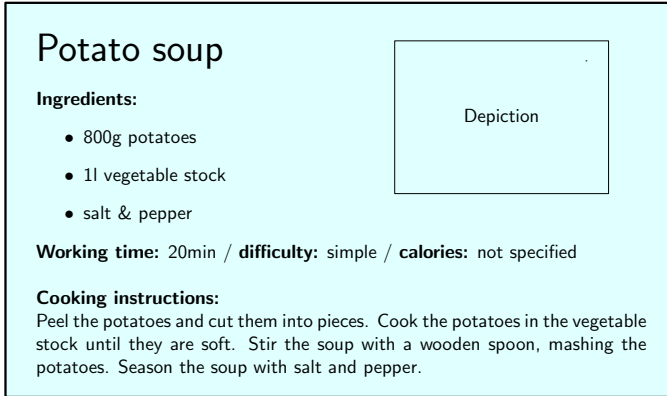 Potato soup
Depiction
Ingredients:
• 800g potatoes
• 1l vegetable stock
• salt & pepper
Working time: 20min / difficulty: simple / calories: not specified
Cooking instructions:
Peel the potatoes and cut them into pieces. Cook the potatoes in the vegetable
stock until they are soft. Stir the soup with a wooden spoon, mashing the
potatoes. Season the soup with salt and pepper.